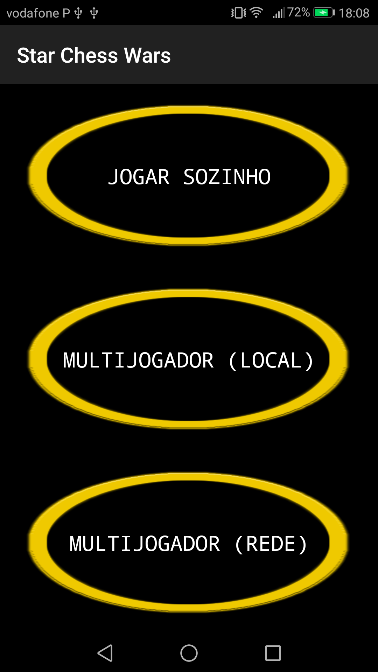 vodafone P 72% 18:08
Star Chess Wars
JOGAR SOZINHO
MULTIJOGADOR (LOCAL)
MULTIJOGADOR (REDE)